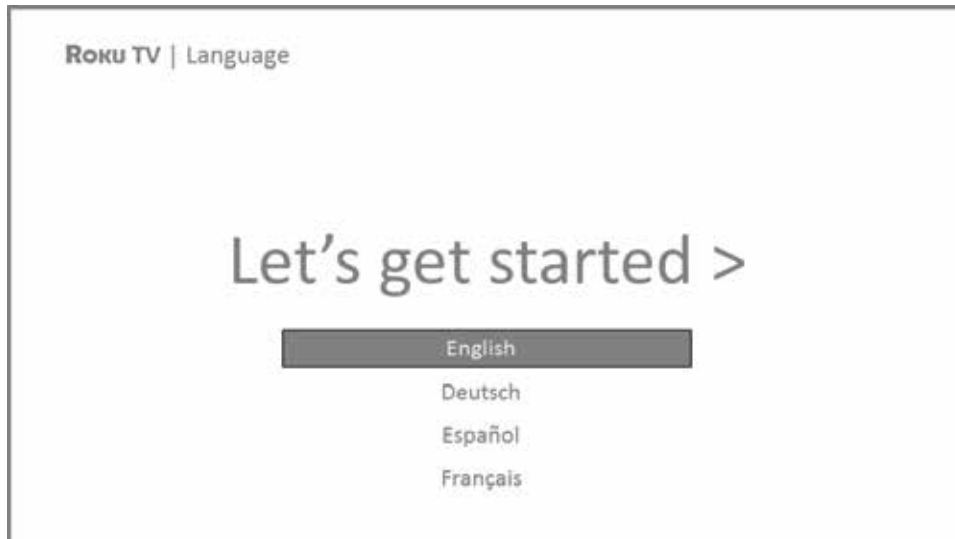 Roku TV | Language
Let's get started >
English
Deutsch
Español
Français